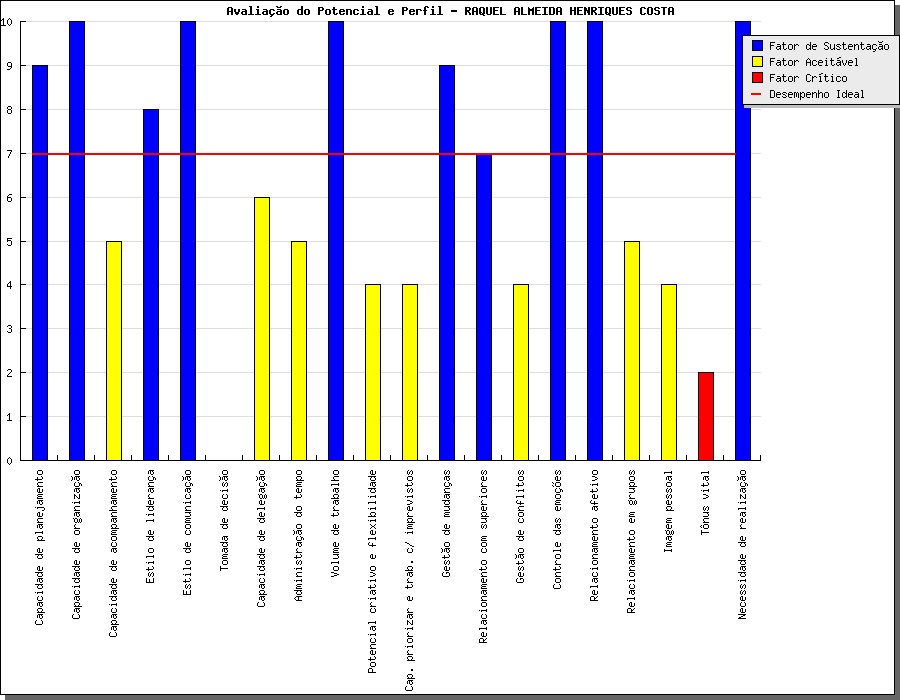 Avaliação do Potencial e Perfil - RAQUEL ALMEIDA HENRIQUES COSTA
10
9
8
7
6
5
4
3
2
1
0
Fator de Sustentação
Fator Aceitável
Fator Crítico
Desempenho Ideal
Capacidade de planejamento
Capacidade de organização
Capacidade de acompanhamento
Estilo de liderança
Estilo de comunicação
Tomada de decisão
Capacidade de delegação
Administração do tempo
Volume de trabalho
Potencial criativo e flexibilidade
Cap. priorizar e trab. c/ imprevistos
Gestão de mudanças
Relacionamento com superiores
Gestão de conflitos
Controle das emoções
Relacionamento afetivo
Relacionamento em grupos
Imagem pessoal
Tônus vital
Necessidade de realização